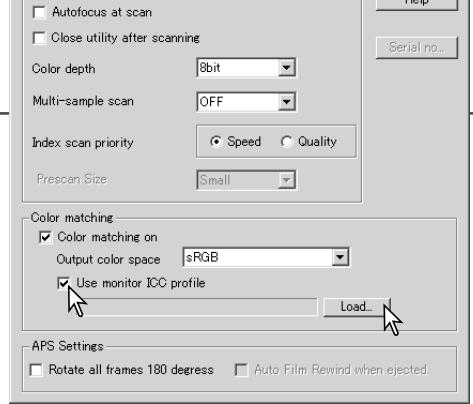 Help
Autofocus at scan
Close utility after scanning
Serial no...
Color depth 8bit
Multi-sample scan OFF
Index scan priority Speed Quality
Prescan Size Small
Color matching
Color matching on
Output color space sRGB
Use monitor ICC profile
Load...
APS Settings
Rotate all frames 180 degress Auto Film Rewind when ejected.